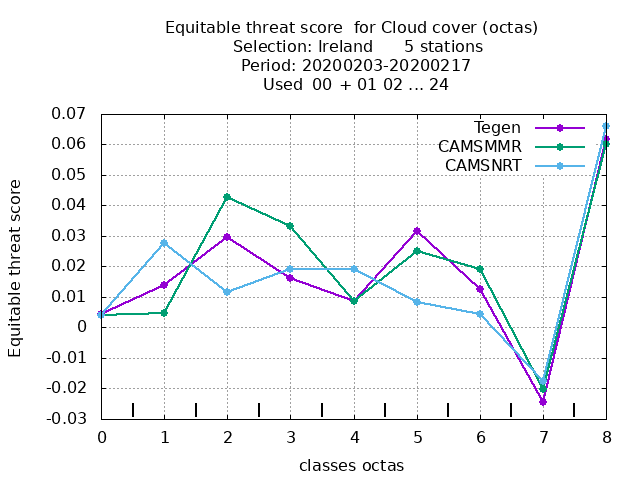 Equitable threat score  for Cloud cover (octas)
Selection: Ireland      5 stations
Period: 20200203-20200217
Used  00 + 01 02 ... 24
Tegen
CAMSMMR
CAMSNRT
Equitable threat score
0.07
0.06
0.05
0.04
0.03
0.02
0.01
0
-0.01
-0.02
-0.03
0 1 2 3 4 5 6 7 8
classes octas